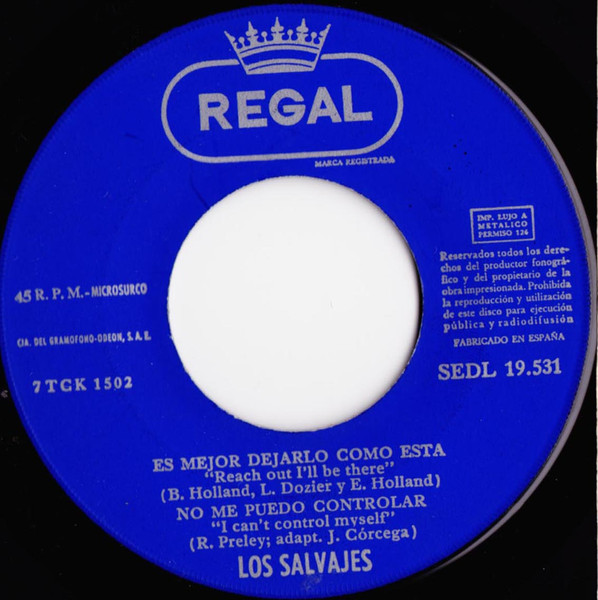 REGAL
MARCA REGISTRADA
IMP. LUJO A
METALICO
PERMISO 126
Reservados todos los dere-
chos del productor fonográ-
fico y del propietario de la
obra impresionada. Prohibida
la reproducción y utilización
de este disco para ejecución
pública y radiodifusión
FABRICADO EN ESPAÑA
SEDL 19.531
45 R. P. M.-MICROSURCO
CIA. DEL GRAMOFONO-ODEON, S. A. E.
7 TCK 1502
ES MEJOR DEJARLO COMO ESTA
"Reach out I'll be there"
(B. Holland, L. Dozier y E. Holland)
NO ME PUEDO CONTROLAR
"I can't control myself"
(R. Preley; adapt. J. Córcega)
LOS SALVAJES